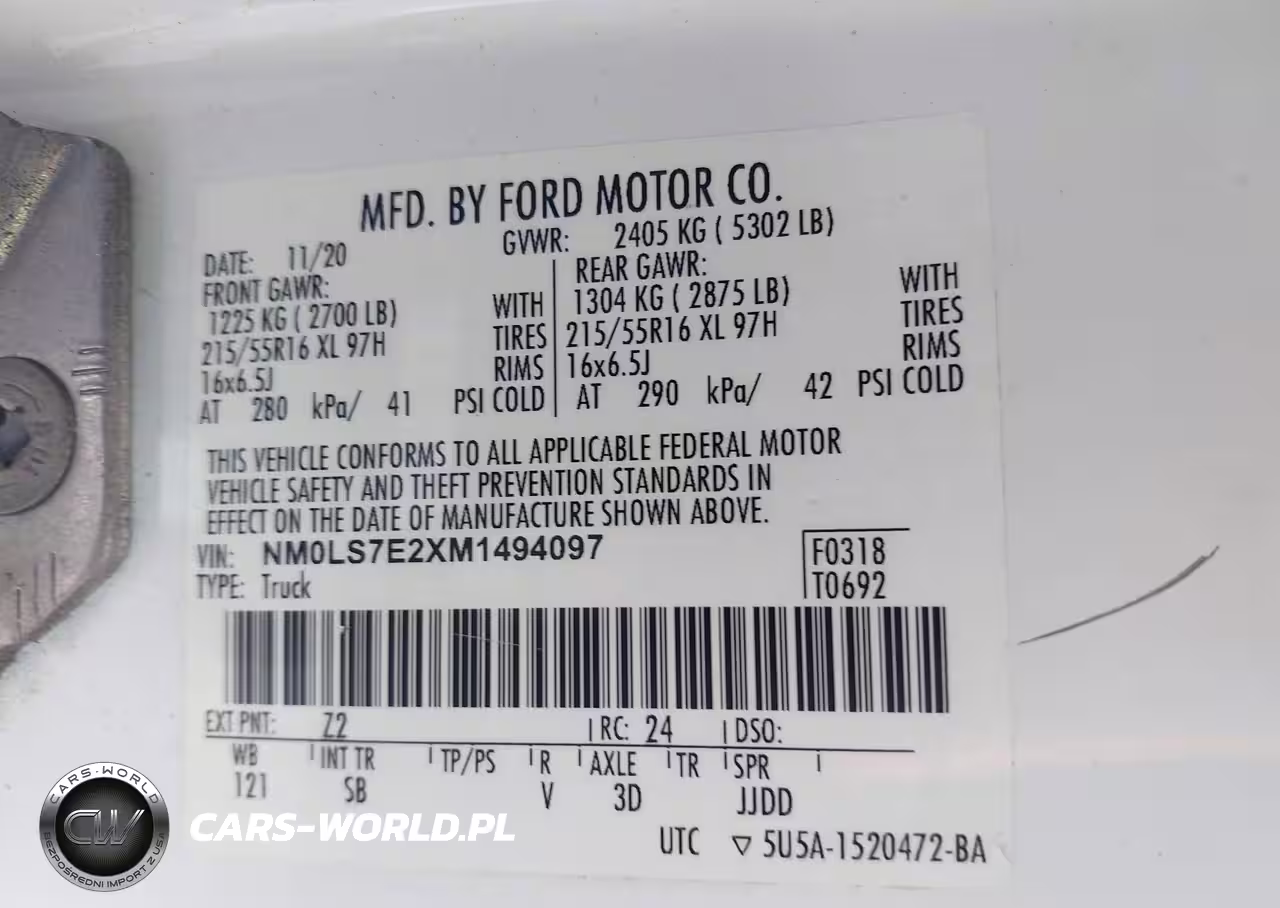 MFD. BY FORD MOTOR CO.
DATE: 11/20 GVWR: 2405 KG ( 5302 LB)
FRONT GAWR: REAR GAWR:
1225 KG ( 2700 LB) WITH 1304 KG ( 2875 LB) WITH
215/55R16 XL 97H TIRES 215/55R16 XL 97H TIRES
16x6.5J RIMS 16x6.5J RIMS
AT 280 kPa/ 41 PSI COLD AT 290 kPa/ 42 PSI COLD
THIS VEHICLE CONFORMS TO ALL APPLICABLE FEDERAL MOTOR
VEHICLE SAFETY AND THEFT PREVENTION STANDARDS IN
EFFECT ON THE DATE OF MANUFACTURE SHOWN ABOVE.
VIN: NM0LS7E2XM1494097 F0318
TYPE: Truck T0692
EXT PNT: Z2 RC: 24 DSO:
WB INT TR TP/PS R AXLE TR SPR
121 SB V 3D JJDD
UTC ▽ 5U5A-1520472-BA
CARS-WORLD
CW
BEZPOŚREDNI IMPORT Z USA
CARS-WORLD.PL